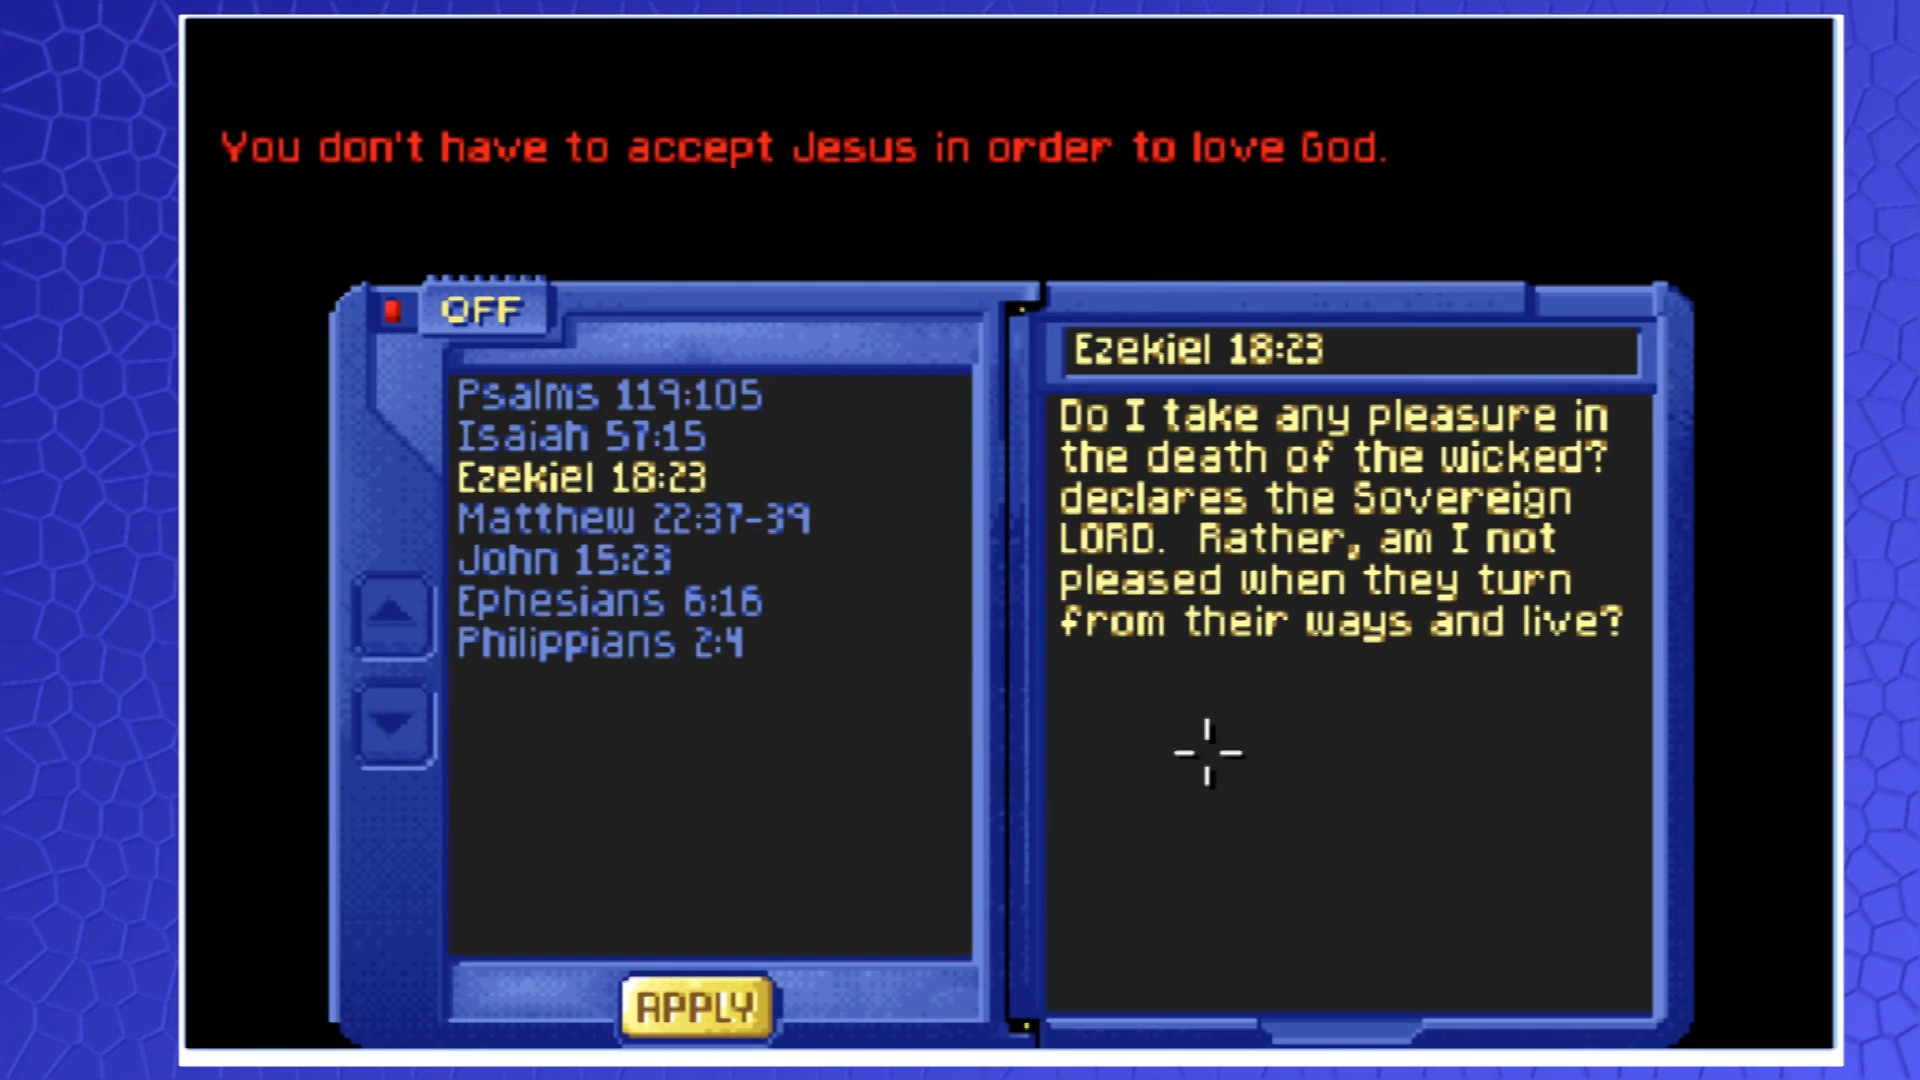 You don't have to accept Jesus in order to love God.
OFF
Psalms 119:105
Isaiah 57:15
Ezekiel 18:23
Matthew 22:37-39
John 15:23
Ephesians 6:16
Philippians 2:4
APPLY
Ezekiel 18:23
Do I take any pleasure in
the death of the wicked?
declares the Sovereign
LORD.  Rather, am I not
pleased when they turn
from their ways and live?